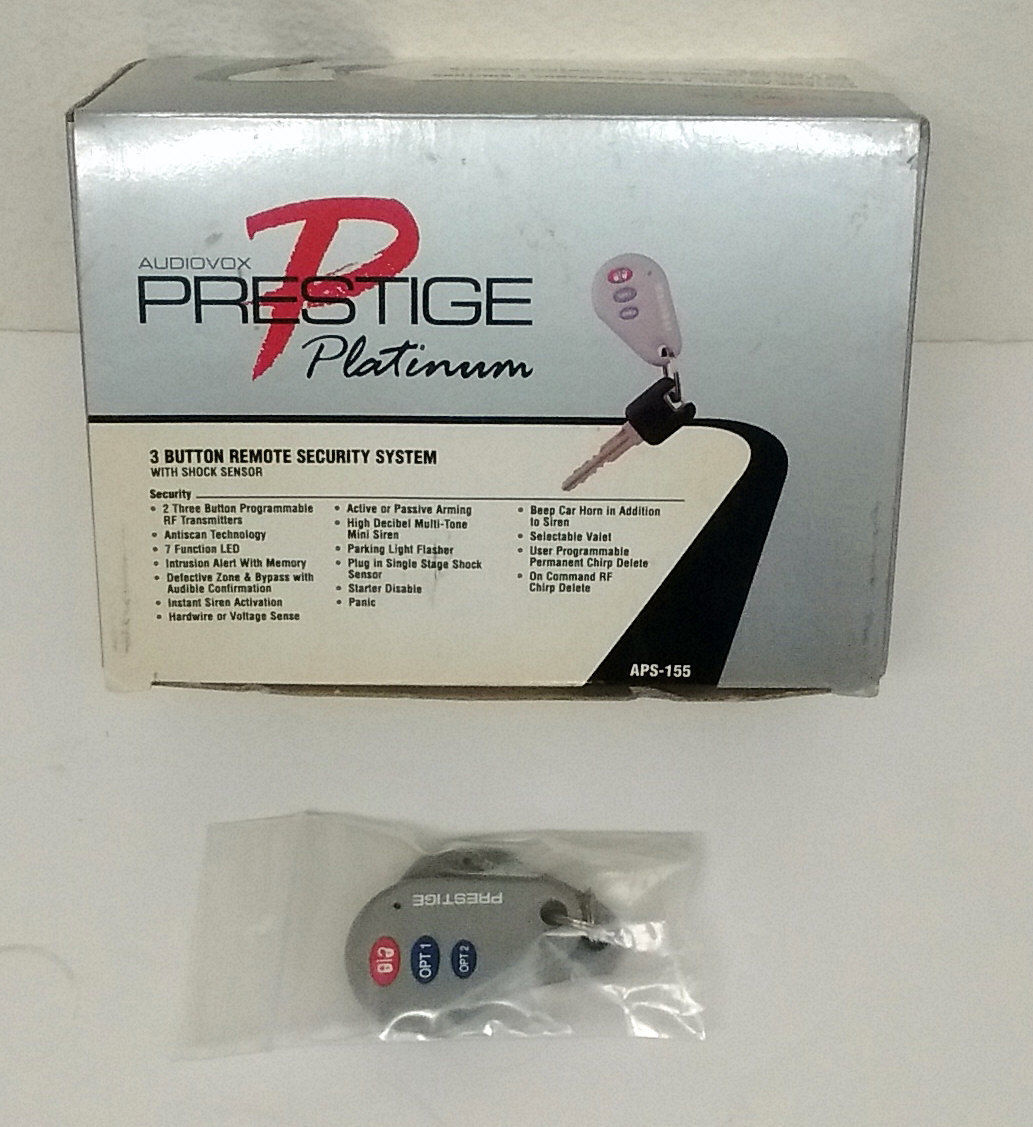 AUDIOVOX
PRESTIGE
Platinum
3 BUTTON REMOTE SECURITY SYSTEM
WITH SHOCK SENSOR
Security
• 2 Three Button Programmable
RF Transmitters
• Antiscan Technology
• 7 Function LED
• Intrusion Alert With Memory
• Defective Zone & Bypass with
Audible Confirmation
• Instant Siren Activation
• Hardwire or Voltage Sense
• Active or Passive Arming
• High Decibel Multi-Tone
Mini Siren
• Parking Light Flasher
• Plug in Single Stage Shock
Sensor
• Starter Disable
• Panic
• Beep Car Horn in Addition
to Siren
• Selectable Valet
• User Programmable
Permanent Chirp Delete
• On Command RF
Chirp Delete
APS-155
PRESTIGE
OPT 1
OPT 2